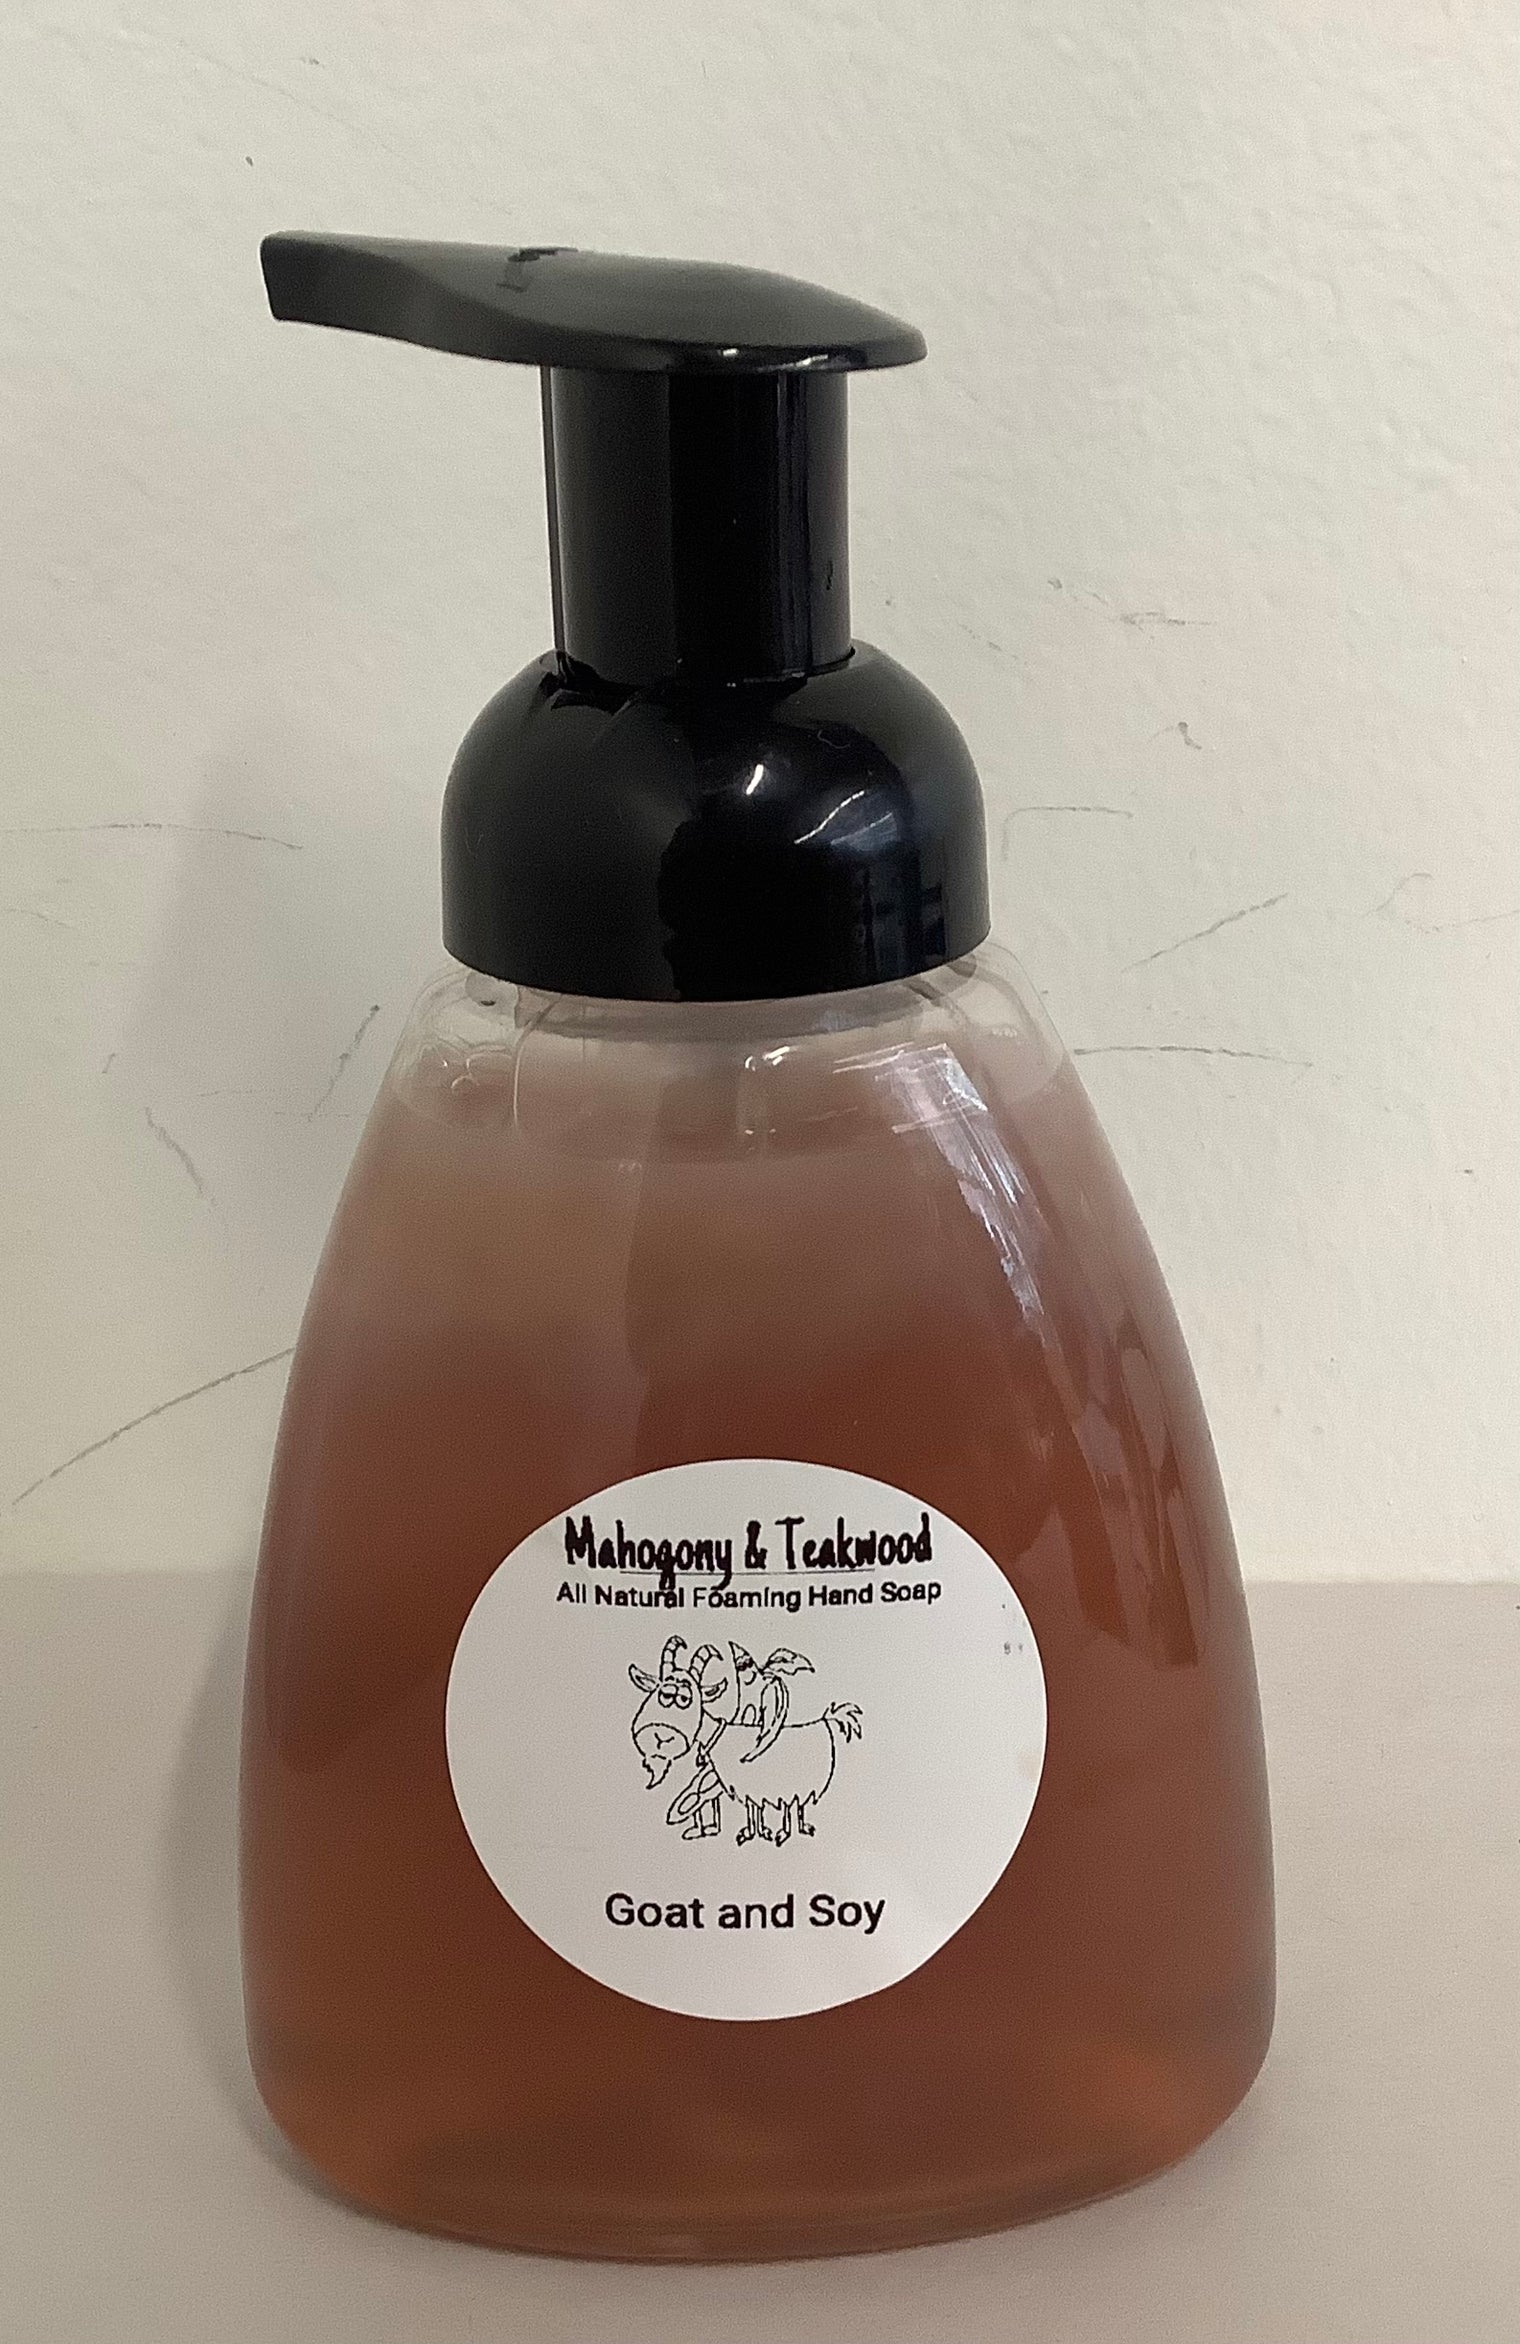 Mahogony & Teakwood
All Natural Foaming Hand Soap
Goat and Soy